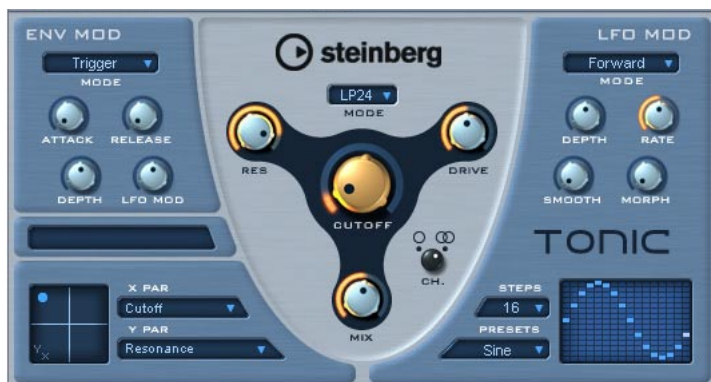 ENV MOD
Trigger
MODE
ATTACK RELEASE
DEPTH LFO MOD
steinberg
LP24
MODE
RES
DRIVE
CUTOFF
CH.
MIX
LFO MOD
Forward
MODE
DEPTH RATE
SMOOTH MORPH
TONIC
X PAR
Cutoff
Y PAR
Resonance
Y X
STEPS
16
PRESETS
Sine